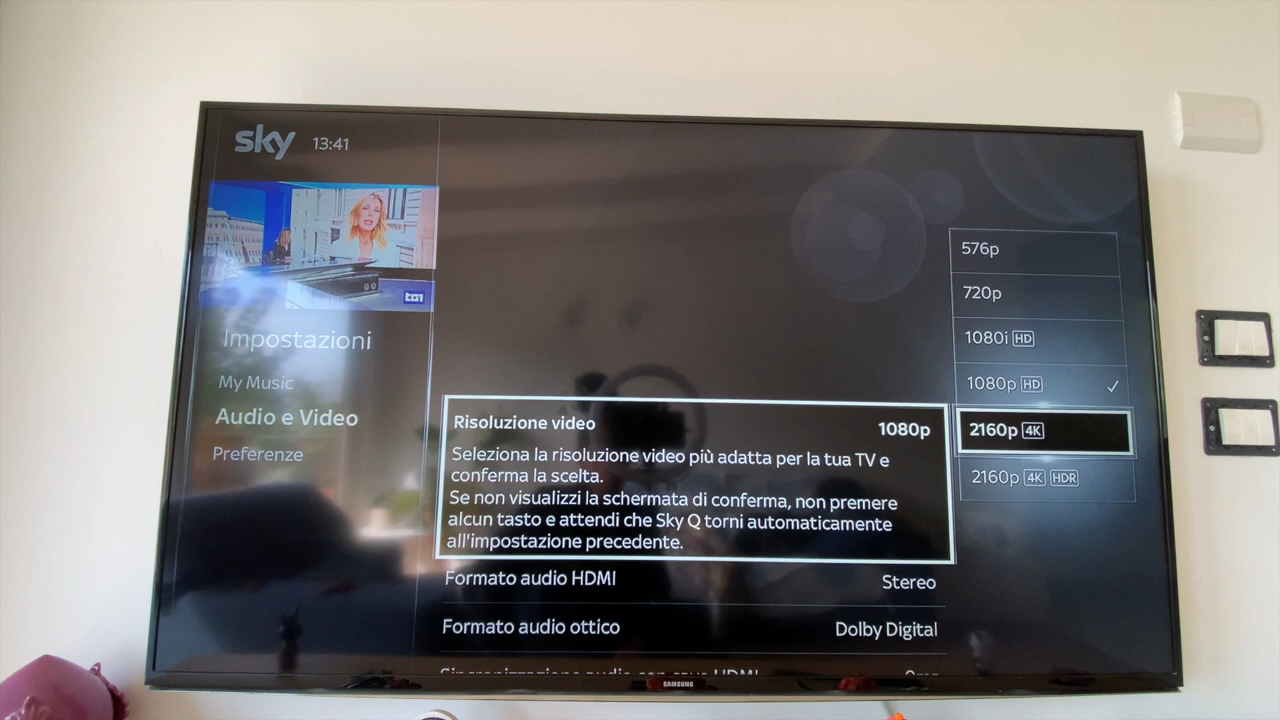 sky 13:41
tg1
Impostazioni
My Music
Audio e Video
Preferenze
Risoluzione video 1080p
Seleziona la risoluzione video più adatta per la tua TV e
conferma la scelta.
Se non visualizzi la schermata di conferma, non premere
alcun tasto e attendi che Sky Q torni automaticamente
all'impostazione precedente.
Formato audio HDMI Stereo
Formato audio ottico Dolby Digital
576p
720p
1080i HD
1080p HD ✓
2160p 4K
2160p 4K HDR
SAMSUNG